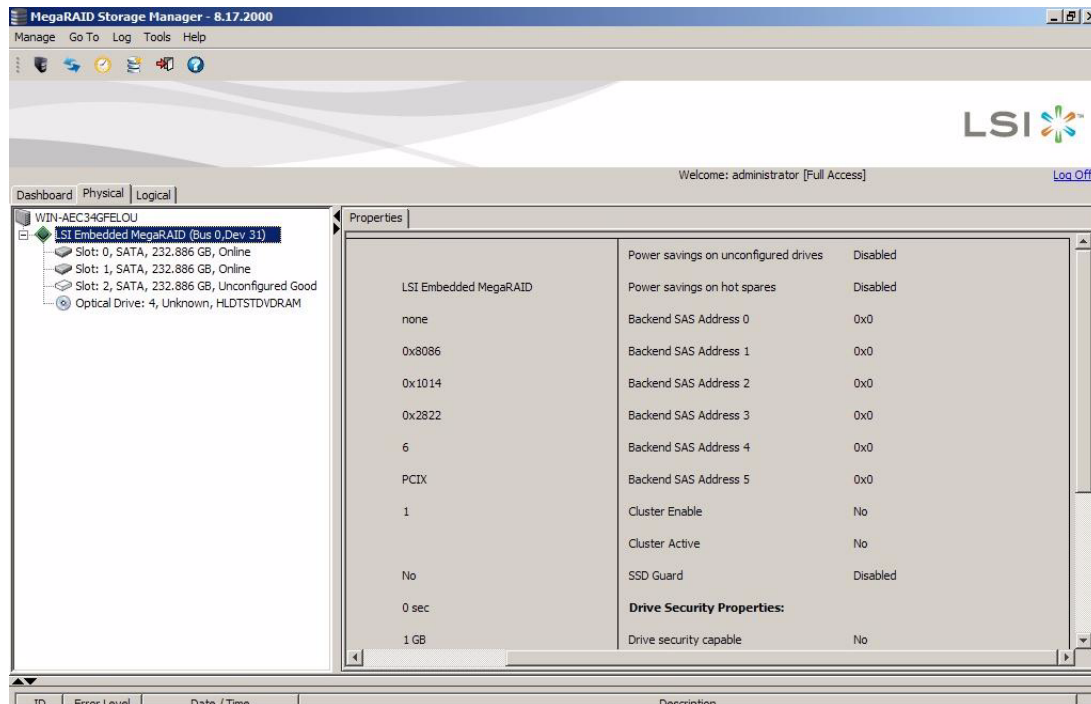 MegaRAID Storage Manager - 8.17.2000
Manage Go To Log Tools Help
LSI
Welcome: administrator [Full Access]
Log Off
Dashboard Physical Logical
WIN-AEC34GFELOU
LSI Embedded MegaRAID (Bus 0,Dev 31)
Slot: 0, SATA, 232.886 GB, Online
Slot: 1, SATA, 232.886 GB, Online
Slot: 2, SATA, 232.886 GB, Unconfigured Good
Optical Drive: 4, Unknown, HLDTSTDVDRAM
Properties
Power savings on unconfigured drives Disabled
LSI Embedded MegaRAID Power savings on hot spares Disabled
none Backend SAS Address 0 0x0
0x8086 Backend SAS Address 1 0x0
0x1014 Backend SAS Address 2 0x0
0x2822 Backend SAS Address 3 0x0
6 Backend SAS Address 4 0x0
PCIX Backend SAS Address 5 0x0
1 Cluster Enable No
Cluster Active No
No SSD Guard Disabled
0 sec Drive Security Properties:
1 GB Drive security capable No
ID Error Level Date / Time Description